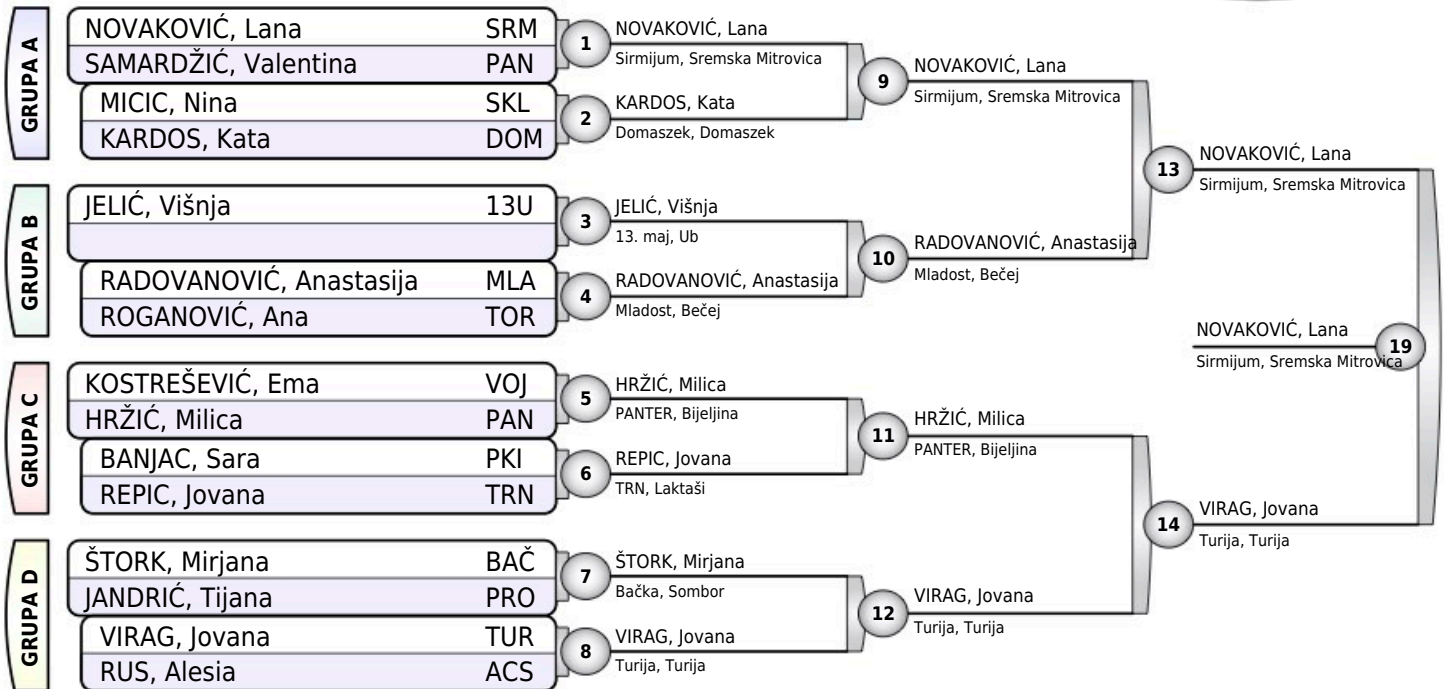 GRUPA A
NOVAKOVIĆ, Lana SRM
SAMARDŽIĆ, Valentina PAN
MICIC, Nina SKL
KARDOS, Kata DOM
GRUPA B
JELIĆ, Višnja 13U
RADOVANOVIĆ, Anastasija MLA
ROGANOVIĆ, Ana TOR
GRUPA C
KOSTREŠEVIĆ, Ema VOJ
HRŽIĆ, Milica PAN
BANJAC, Sara PKI
REPIC, Jovana TRN
GRUPA D
ŠTORK, Mirjana BAČ
JANDRIĆ, Tijana PRO
VIRAG, Jovana TUR
RUS, Alesia ACS
1 NOVAKOVIĆ, Lana
Sirmijum, Sremska Mitrovica
2 KARDOS, Kata
Domaszek, Domaszek
3 JELIĆ, Višnja
13. maj, Ub
4 RADOVANOVIĆ, Anastasija
Mladost, Bečej
5 HRŽIĆ, Milica
PANTER, Bijeljina
6 REPIC, Jovana
TRN, Laktaši
7 ŠTORK, Mirjana
Bačka, Sombor
8 VIRAG, Jovana
Turija, Turija
9 NOVAKOVIĆ, Lana
Sirmijum, Sremska Mitrovica
10 RADOVANOVIĆ, Anastasija
Mladost, Bečej
11 HRŽIĆ, Milica
PANTER, Bijeljina
12 VIRAG, Jovana
Turija, Turija
13 NOVAKOVIĆ, Lana
Sirmijum, Sremska Mitrovica
14 VIRAG, Jovana
Turija, Turija
NOVAKOVIĆ, Lana 19
Sirmijum, Sremska Mitrovica